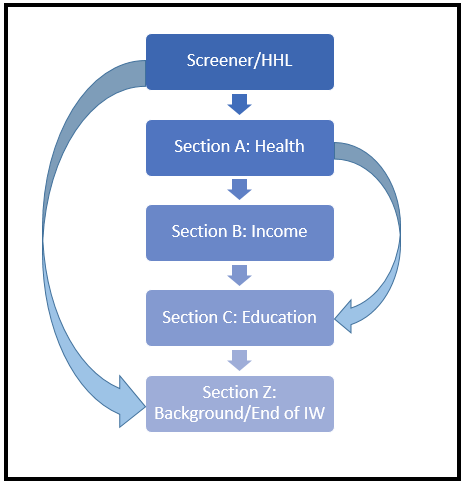 Screener/HHL
Section A: Health
Section B: Income
Section C: Education
Section Z:
Background/End of IW